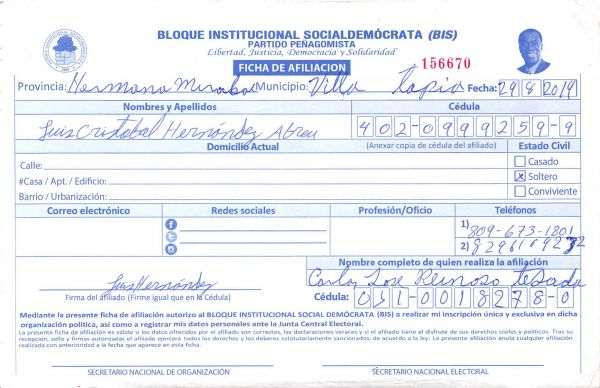 BLOQUE INSTITUCIONAL SOCIALDEMÓCRATA (BIS)
PARTIDO PEÑAGOMISTA
Libertad, Justicia, Democracia y Solidaridad
FICHA DE AFILIACION
156670
Provincia: Hermana Mirabal Municipio: Villa Tapia Fecha: 29/8/2019
Nombres y Apellidos
Cédula
Luis Cristobal Hernández Abreu
402-0999259-9
Domicilio Actual
(Anexar copia de cédula del afiliado)
Estado Civil
Calle:
Casado
#Casa / Apt. / Edificio:
Soltero
Barrio / Urbanización:
Conviviente
Correo electrónico
Redes sociales
Profesión/Oficio
Teléfonos
1) 809-673-1801
2)
Nombre completo de quien realiza la afiliación
Luis Hernández
Carlos Jose Reinoso
Firma del afiliado (Firme igual que en la Cédula)
Cédula: 051-0018278-0
Mediante la presente ficha de afiliación autorizo al BLOQUE INSTITUCIONAL SOCIAL DEMÓCRATA (BIS) a realizar mi inscripción única y exclusiva en dicha
organización política, así como a registrar mis datos personales ante la Junta Central Electoral.
La presente ficha de afiliación es valida si los datos ofrecidos por el afiliado son correctos, las declaraciones veraces y si el afiliado tiene el disfrute de sus derechos civiles y políticos. Tras su
recepción, sello y firmas autorizadas el afiliado ejercerá todos los derechos y los deberes estatutariamente sancionados, de acuerdo a la ley. La presente afiliación anula cualquier afiliación
realizada con anterioridad a la fecha que aparece en esta ficha.
SECRETARIO NACIONAL DE ORGANIZACIÓN
SECRETARIO NACIONAL ELECTORAL